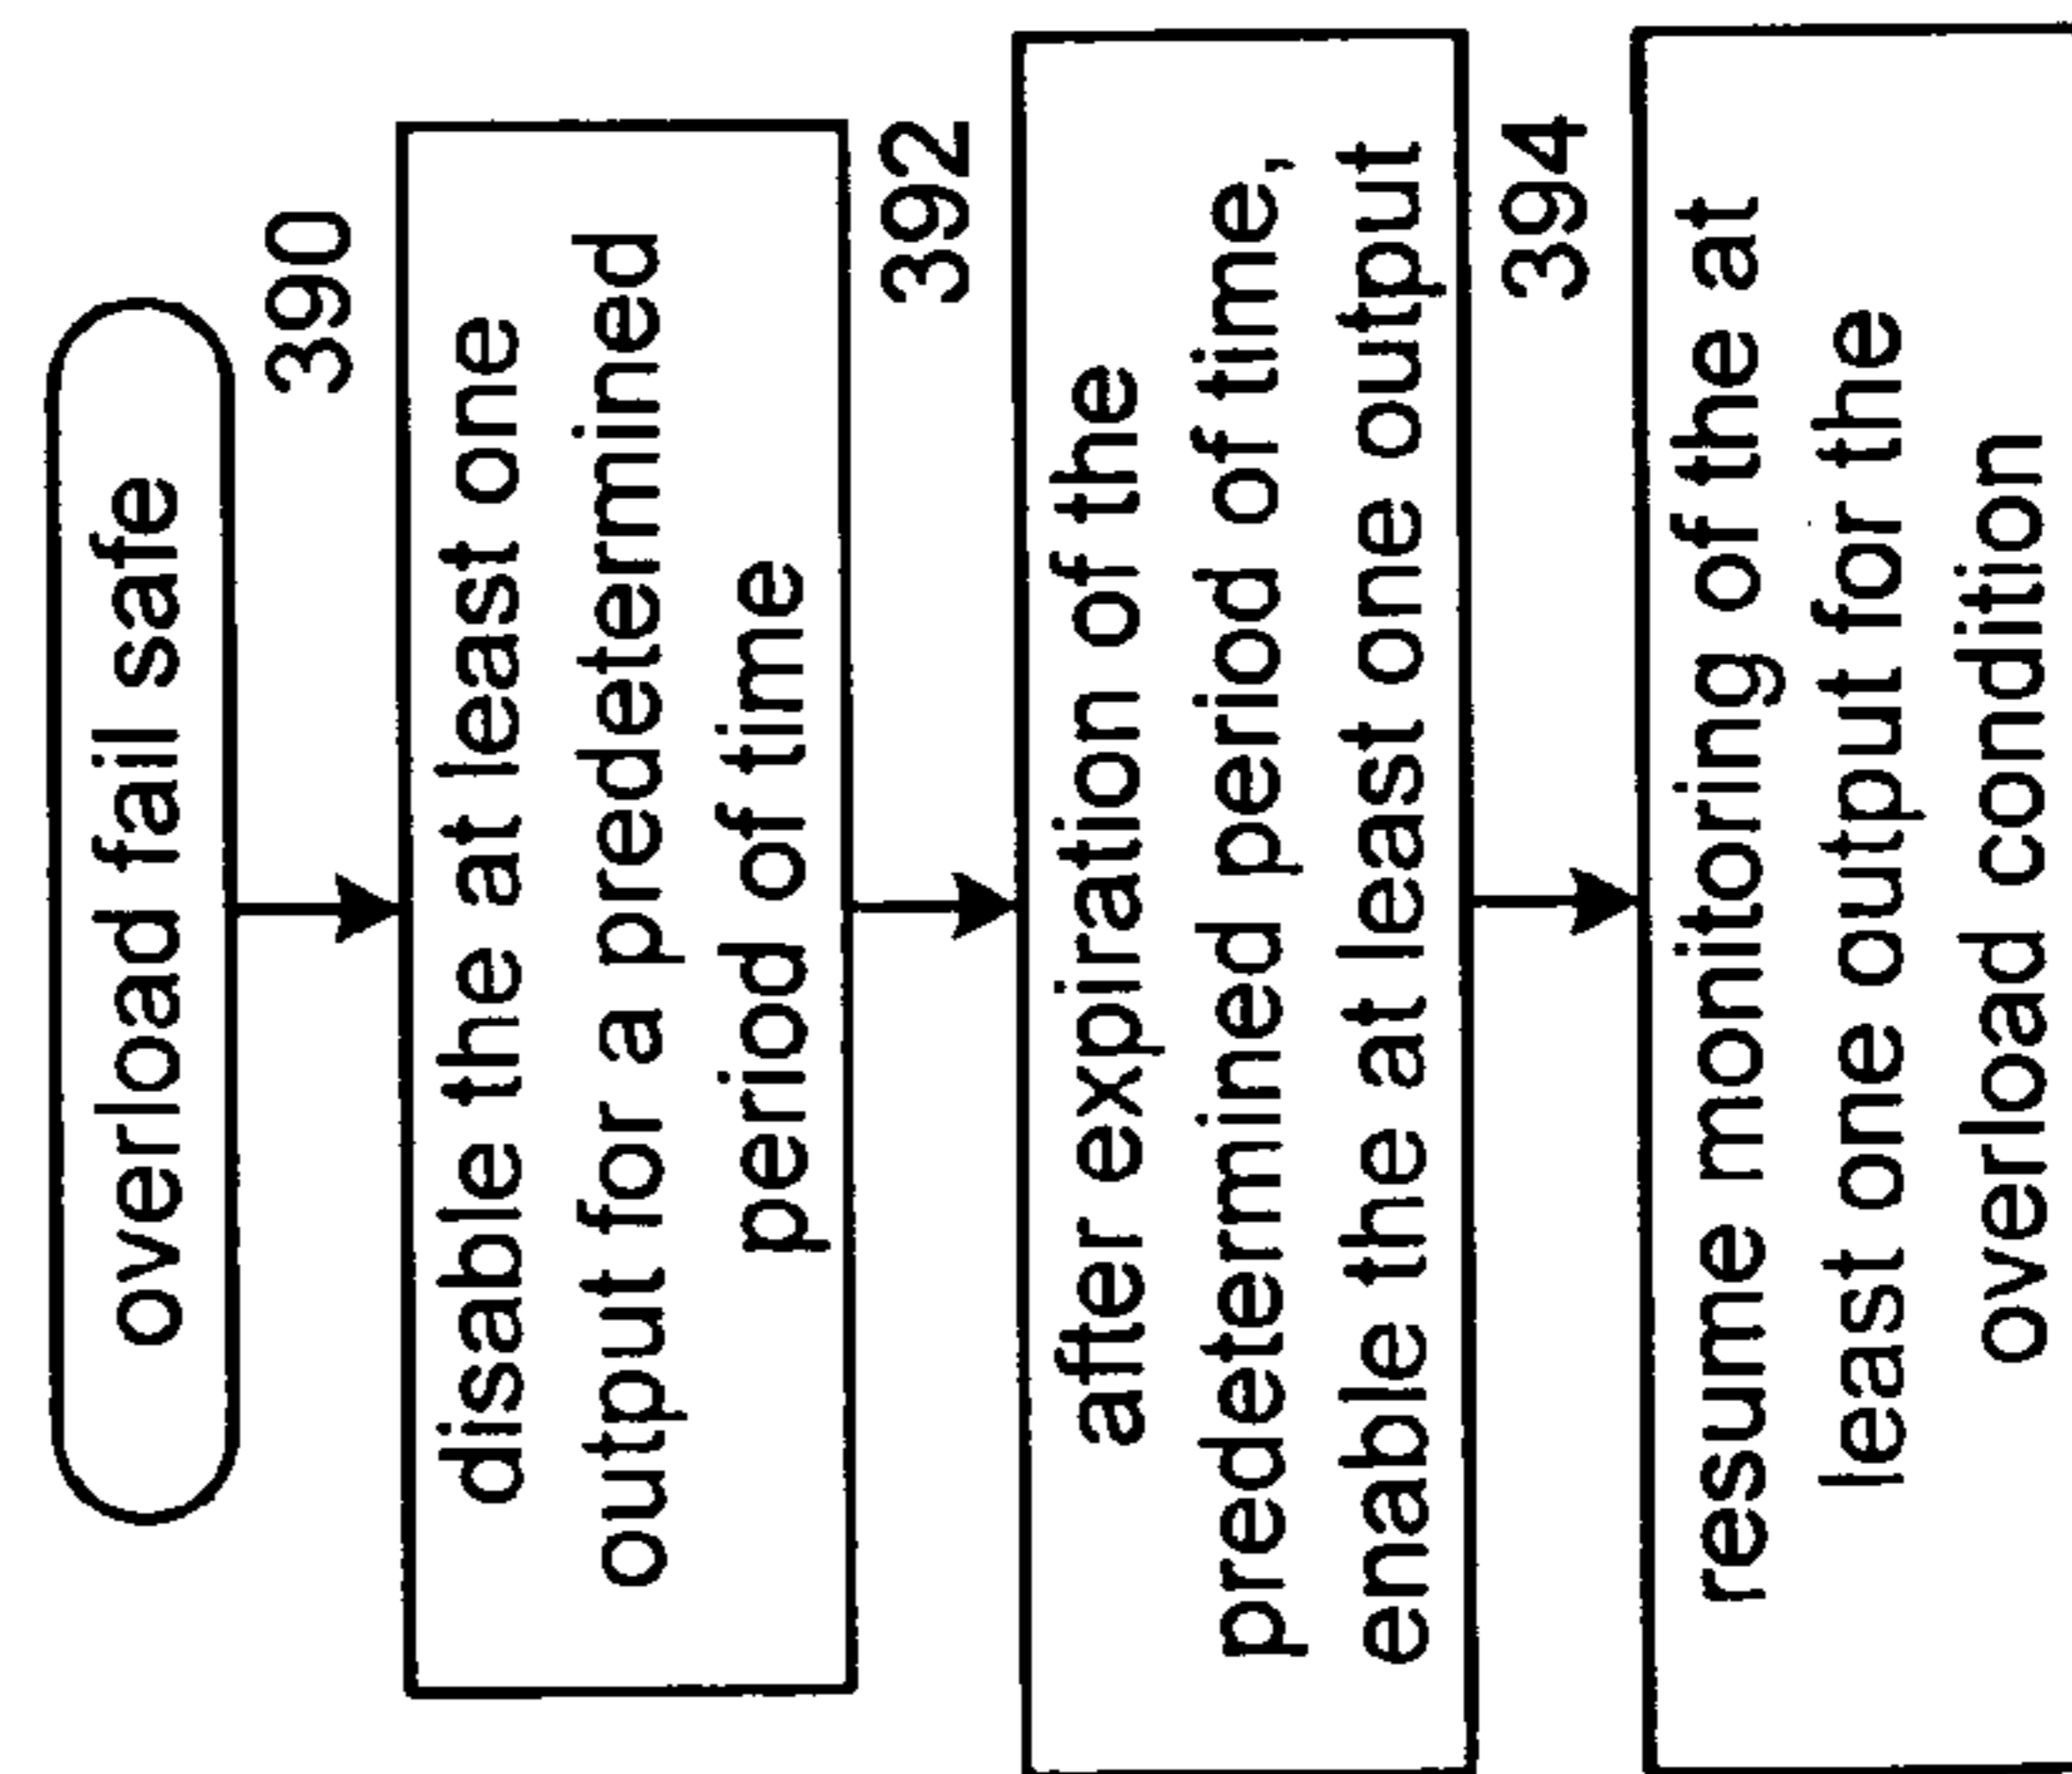 overload fail safe
390
disable the at least one
output for a predetermined
period of time
392
after expiration of the
predetermined period of time,
enable the at least one output
394
resume monitoring of the at
least one output for the
overload condition